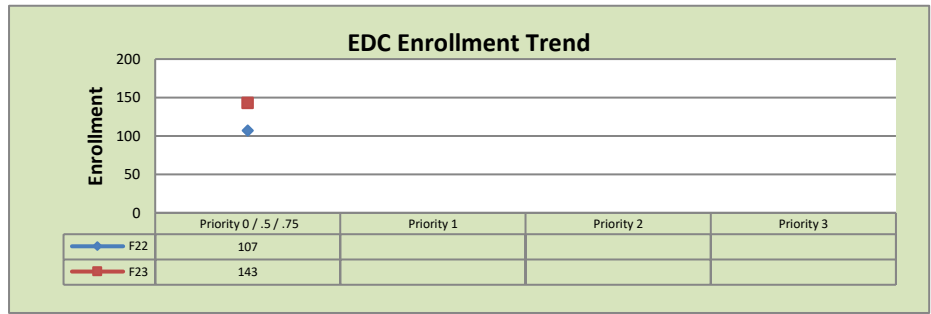 EDC Enrollment Trend
Enrollment
200
150
100
50
0
Priority 0 / .5 / .75 Priority 1 Priority 2 Priority 3
F22 107
F23 143